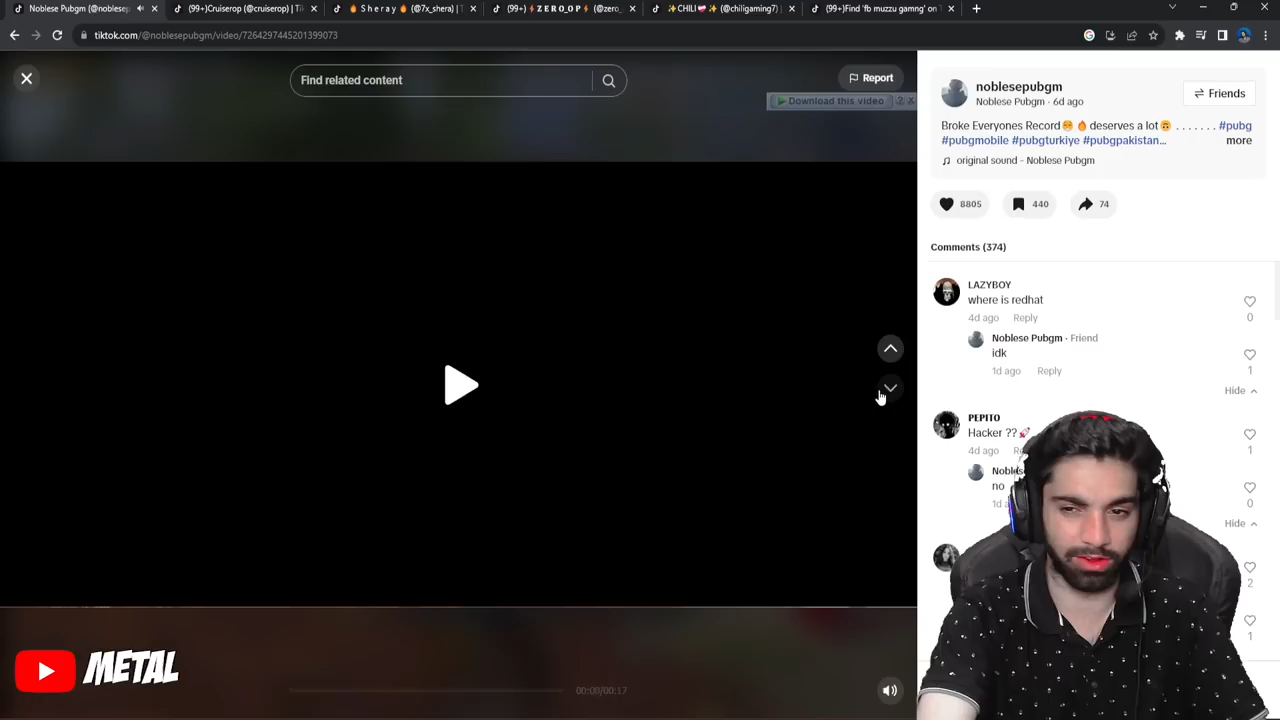 Noblese Pubgm (@noblesep
(99+)Cruiserop (@cruiserop) | Tik
S h e r a y (@7x_shera) | T
(99+) Z E R O_O P (@zero_
CHILI (@chiligaming7) |
(99+)Find 'fb muzzu gamng' on T
tiktok.com/@noblesepubgm/video/7264297445201399073
Find related content
Report
Download this video ? X
noblesepubgm
Noblese Pubgm · 6d ago
Friends
Broke Everyones Record deserves a lot . . . . . . . #pubg
#pubgmobile #pubgturkiye #pubgpakistan...
more
original sound - Noblese Pubgm
8805
440
74
Comments (374)
LAZYBOY
where is redhat
4d ago Reply
0
Noblese Pubgm · Friend
idk
1d ago Reply
1
Hide
PEPITO
Hacker ??
4d ago
1
no
0
Hide
2
1
METAL
00:00/00:17